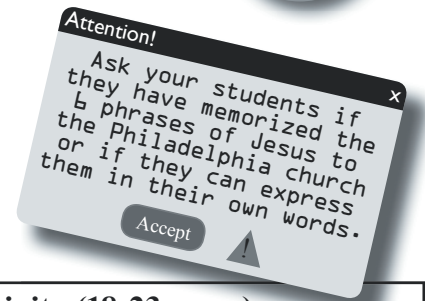 Attention!
x
Ask your students if
they have memorized the
6 phrases of Jesus to
the Philadelphia church
or if they can express
them in their own words.
Accept
!